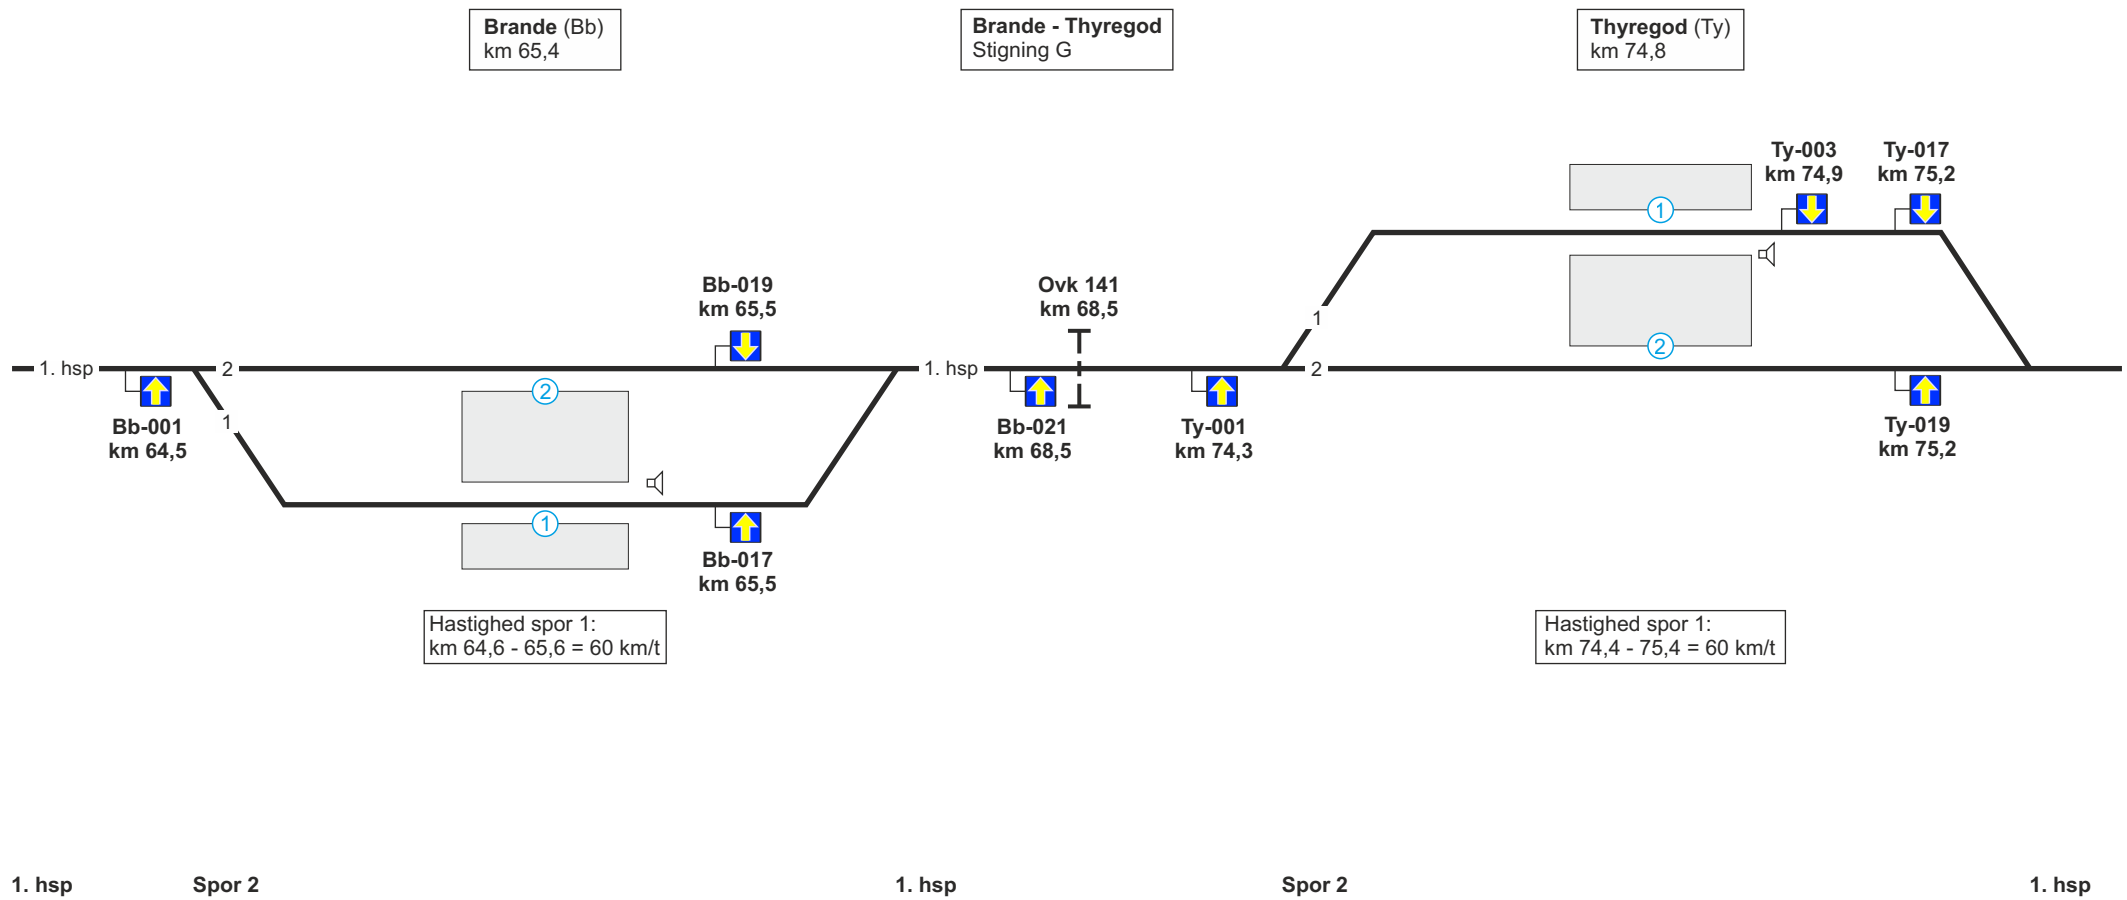 Brande (Bb)
km 65,4
Brande - Thyregod
Stigning G
Thyregod (Ty)
km 74,8
Ty-003
km 74,9
Ty-017
km 75,2
1
Bb-019
km 65,5
Ovk 141
km 68,5
1
2
1. hsp
2
1. hsp
2
2
1
Bb-001
km 64,5
Bb-021
km 68,5
Ty-001
km 74,3
Ty-019
km 75,2
1
Bb-017
km 65,5
Hastighed spor 1:
km 64,6 - 65,6 = 60 km/t
Hastighed spor 1:
km 74,4 - 75,4 = 60 km/t
1. hsp
Spor 2
1. hsp
Spor 2
1. hsp